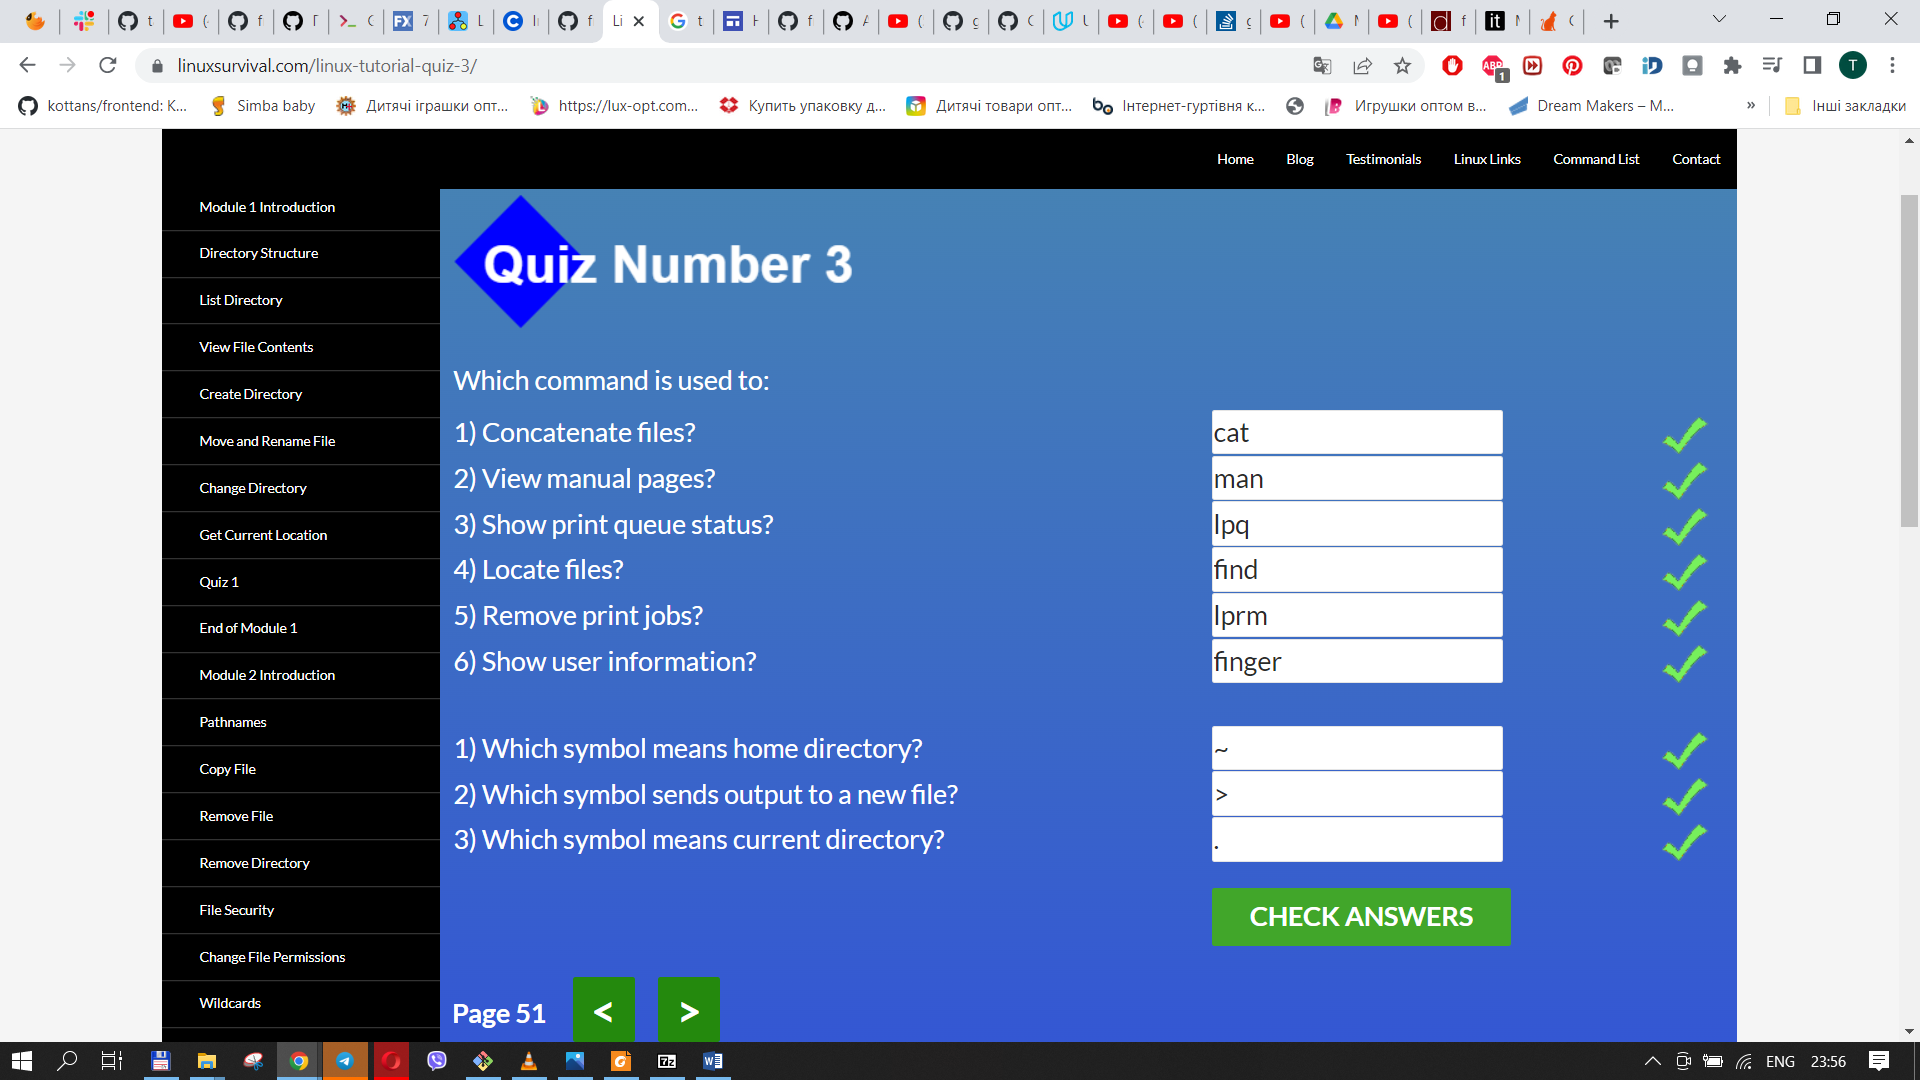 linuxsurvival.com/linux-tutorial-quiz-3/
kottans/frontend: K...
Simba baby
Дитячі іграшки опт...
https://lux-opt.com...
Купить упаковку д...
Дитячі товари опт...
Інтернет-гуртівня к...
Игрушки оптом в...
Dream Makers – M...
»
Інші закладки
Home
Blog
Testimonials
Linux Links
Command List
Contact
Module 1 Introduction
Directory Structure
List Directory
View File Contents
Create Directory
Move and Rename File
Change Directory
Get Current Location
Quiz 1
End of Module 1
Module 2 Introduction
Pathnames
Copy File
Remove File
Remove Directory
File Security
Change File Permissions
Wildcards
Quiz Number 3
Which command is used to:
1) Concatenate files? cat
2) View manual pages? man
3) Show print queue status? lpq
4) Locate files? find
5) Remove print jobs? lprm
6) Show user information? finger
1) Which symbol means home directory? ~
2) Which symbol sends output to a new file? >
3) Which symbol means current directory? .
CHECK ANSWERS
Page 51 < >
ENG 23:56